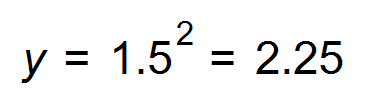 y = 1.5² = 2.25